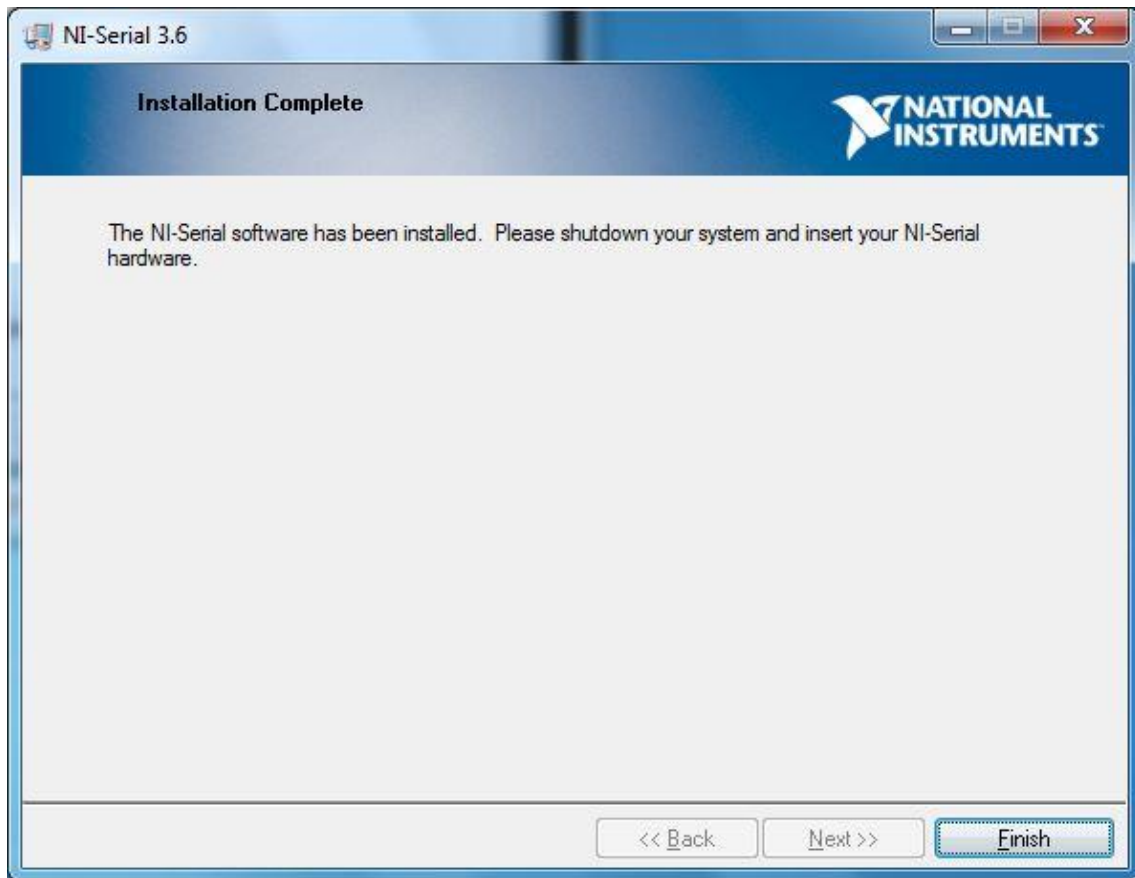 NI-Serial 3.6
Installation Complete
NATIONAL
INSTRUMENTS
The NI-Serial software has been installed. Please shutdown your system and insert your NI-Serial
hardware.
<< Back
Next >>
Finish